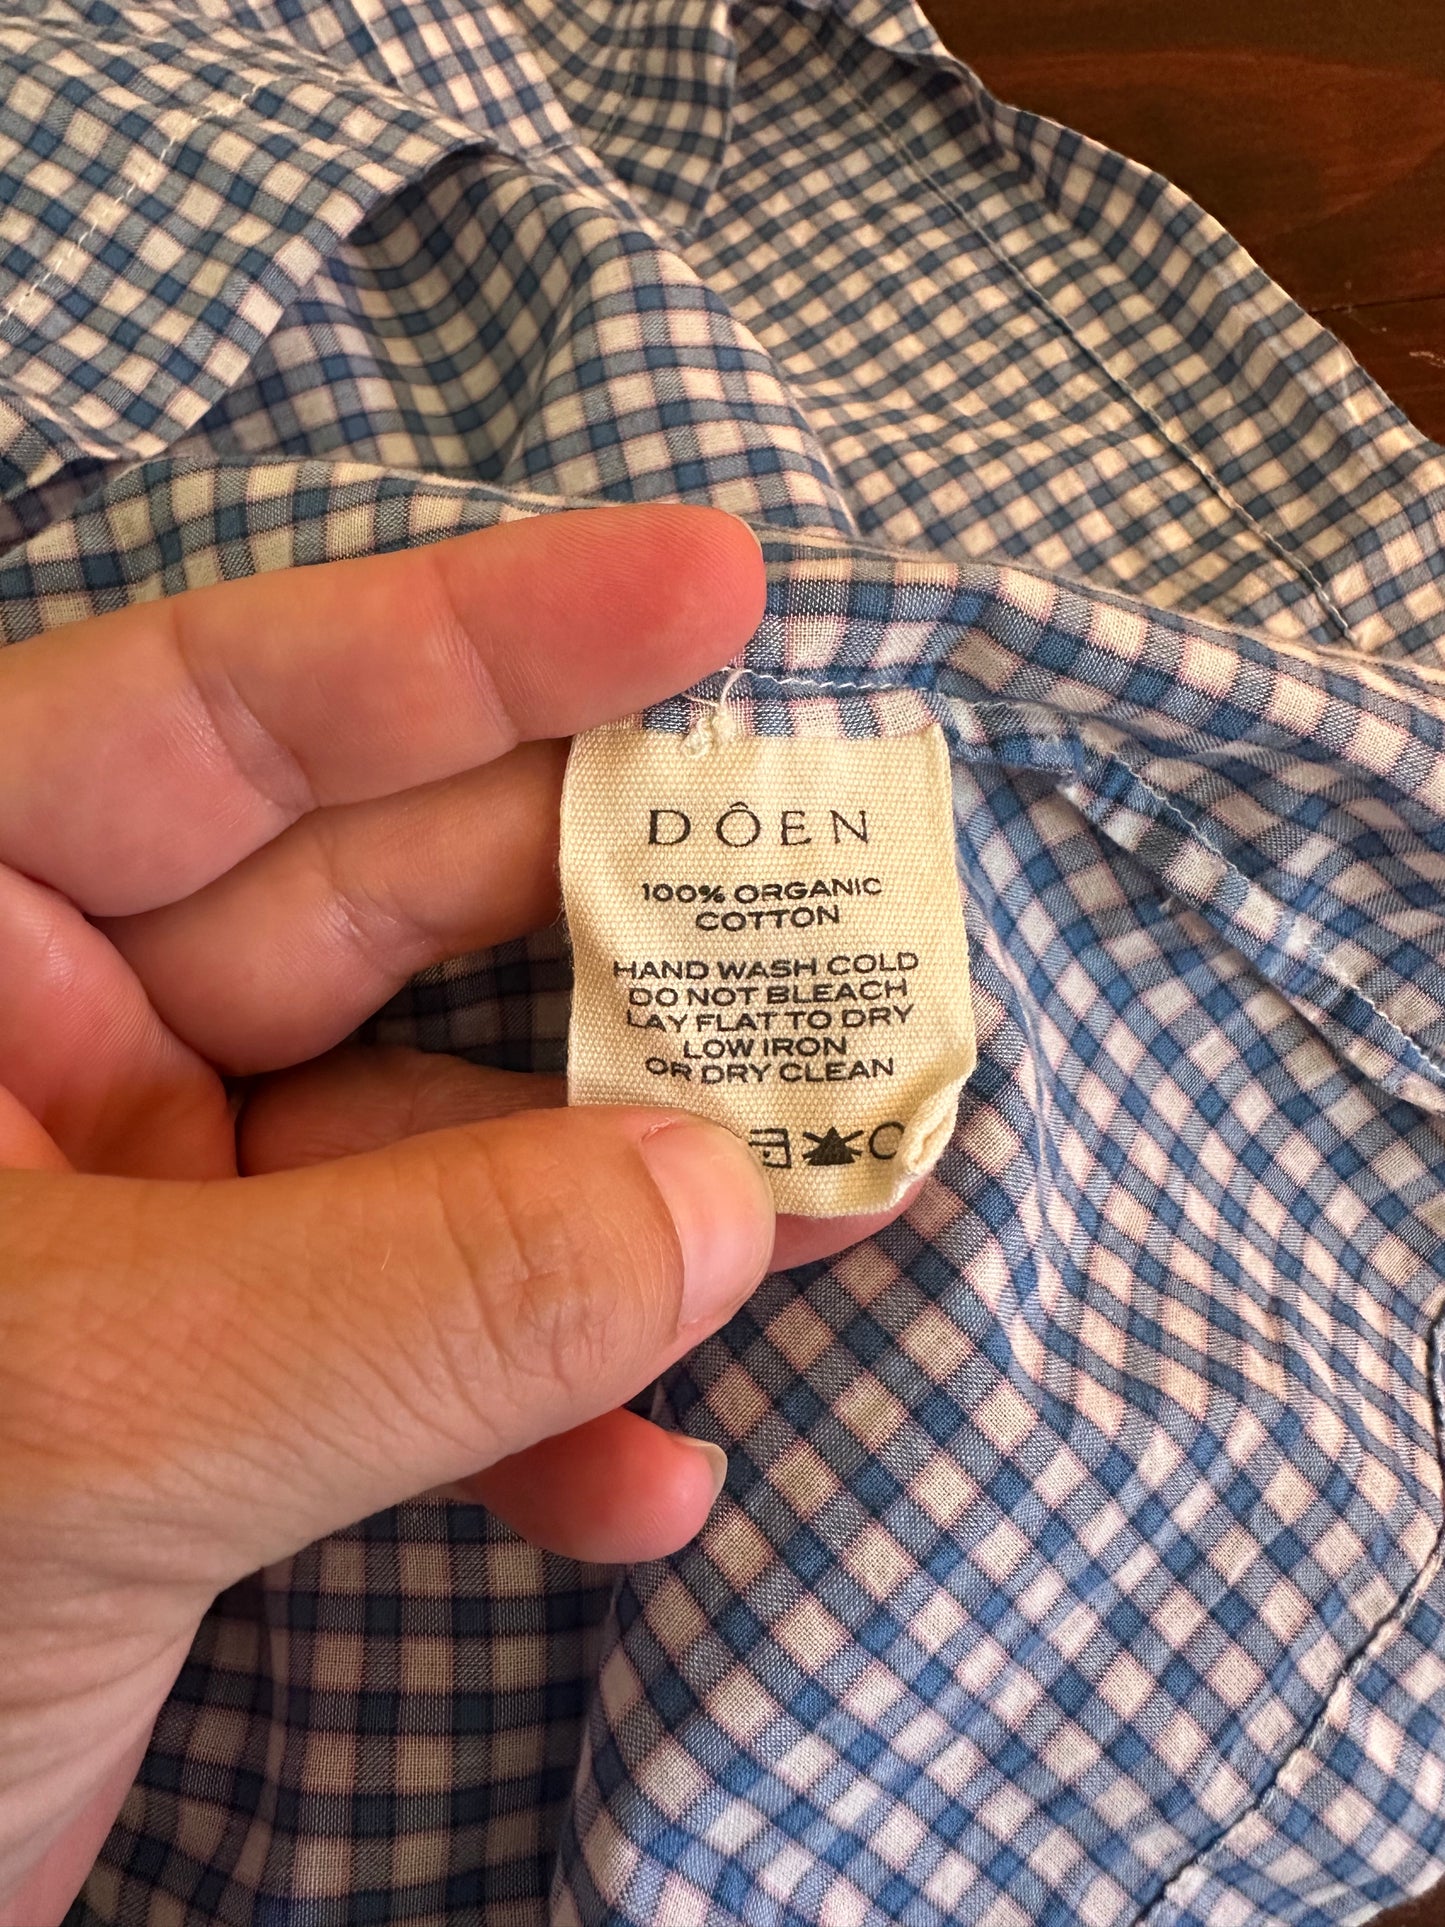 DÔEN
100% ORGANIC
COTTON
HAND WASH COLD
DO NOT BLEACH
LAY FLAT TO DRY
LOW IRON
OR DRY CLEAN